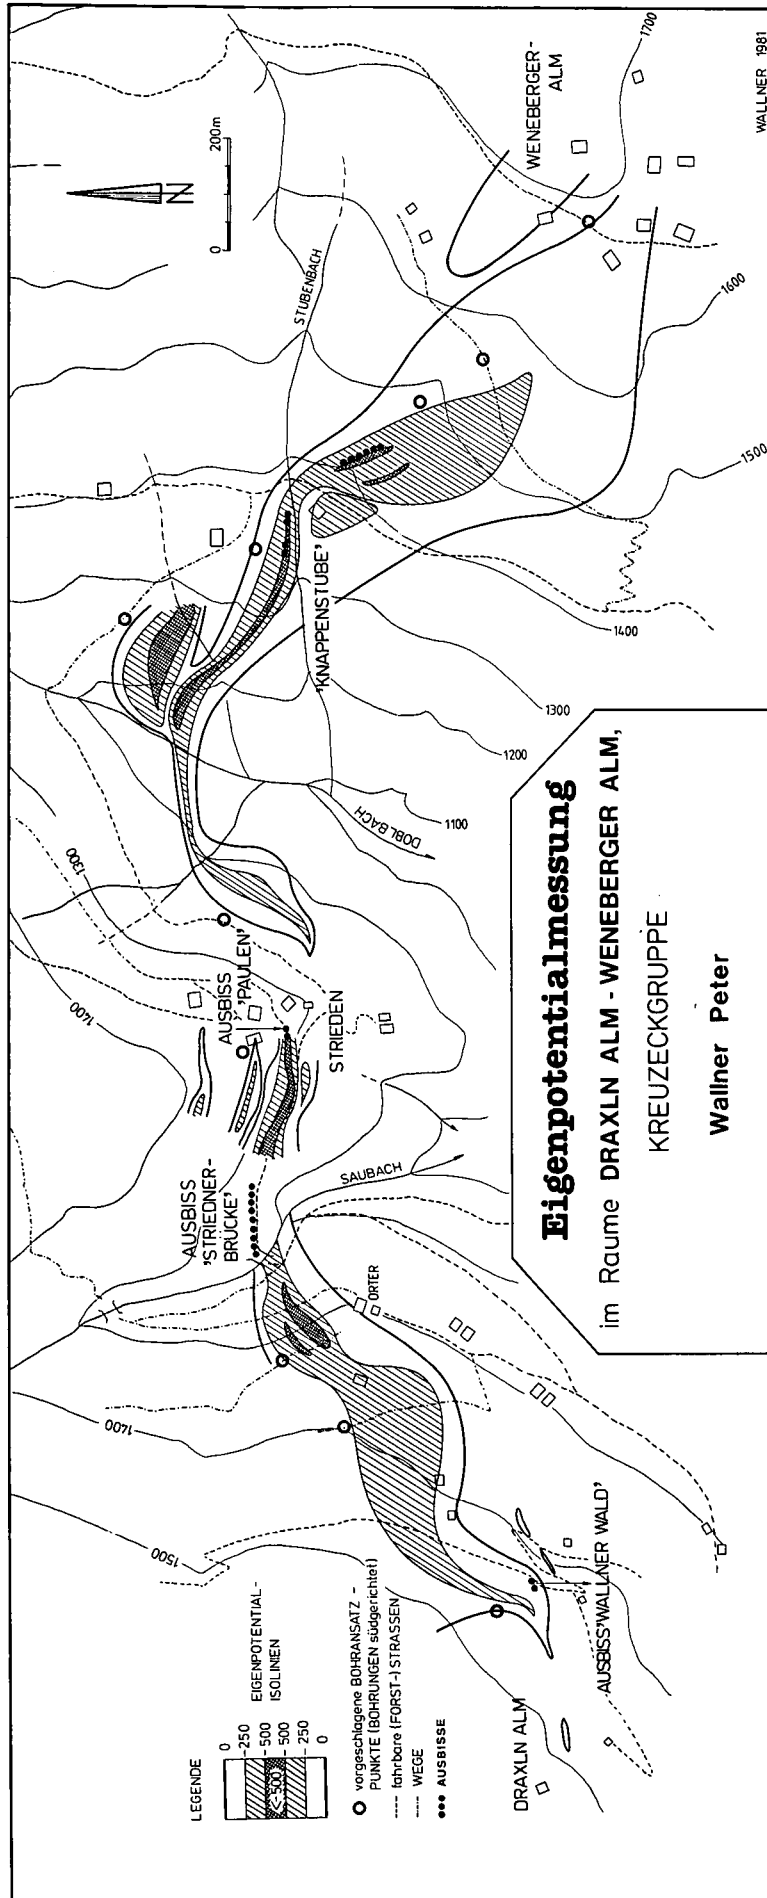 Eigenpotentialmessung
im Raume DRAXLN ALM - WENEBERGER ALM,
KREUZECKGRUPPE
Wallner Peter
LEGENDE
EIGENPOTENTIAL-
ISOLINIEN
0
-250
-500
<-500
-500
-250
0
vorgeschlagene BOHRANSATZ -
PUNKTE (BOHRUNGEN südgerichtet)
fahrbare (FORST-) STRASSEN
WEGE
AUSBISSE
DRAXLN ALM
AUSBISS 'WALLNER WALD'
1500
1400
ORTER
AUSBISS
'STRIEDNER-
BRÜCKE'
SAUBACH
AUSBISS
'PAULEN'
STRIEDEN
1400
1300
DOBLBACH
1100
1200
1300
1400
'KNAPPENSTUBE'
STUBENBACH
1500
1600
1700
WENEBERGER-
ALM
N
0
200m
WALLNER 1981